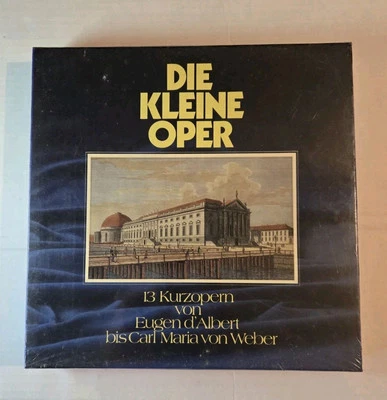 DIE
KLEINE
OPER
13 Kurzopern
von
Eugen d'Albert
bis Carl Maria von Weber